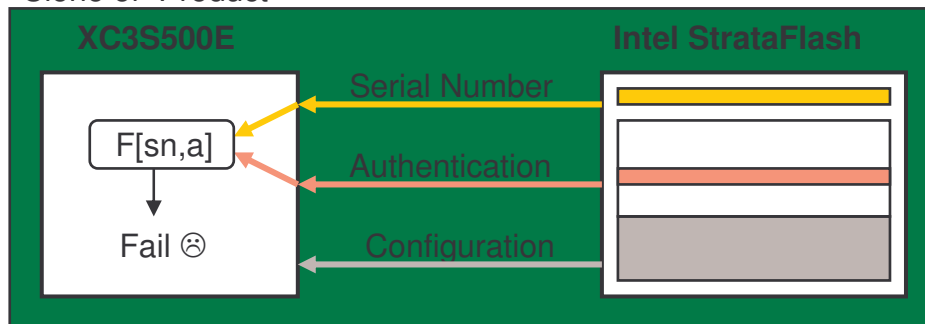 XC3S500E
Intel StrataFlash
Serial Number
F[sn,a]
Authentication
Fail ☹
Configuration